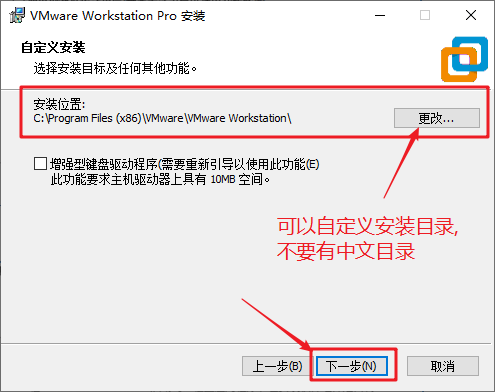 VMware Workstation Pro 安装
自定义安装
选择安装目标及任何其他功能。
安装位置:
C:\Program Files (x86)\VMware\VMware Workstation\
更改...
增强型键盘驱动程序(需要重新引导以使用此功能(E)
此功能要求主机驱动器上具有 10MB 空间。
可以自定义安装目录,
不要有中文目录
上一步(B)
下一步(N)
取消